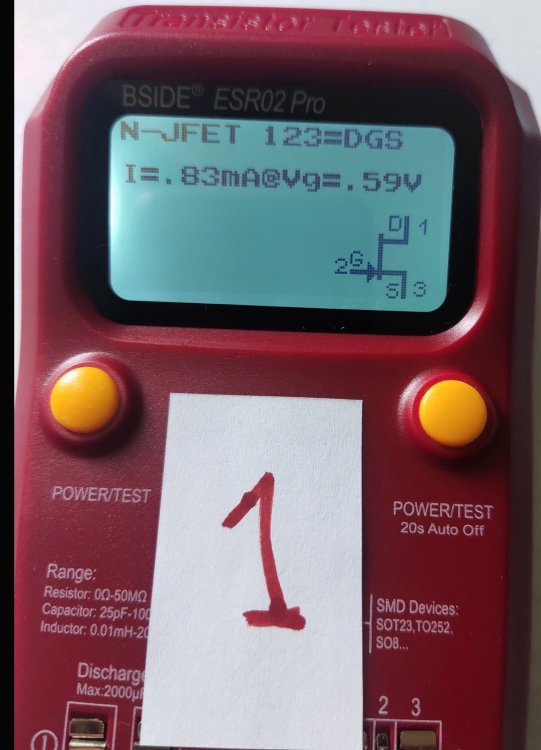 Transistor Tester
BSIDE® ESR02 Pro
N-JFET 123=DGS
I=.83mA@Vg=.59V
D 1
2 G
S 3
POWER/TEST
POWER/TEST
20s Auto Off
1
Range:
Resistor: 0Ω-50MΩ
Capacitor: 25pF-100
Inductor: 0.01mH-20
SMD Devices:
SOT23,TO252,
SO8...
Discharge
Max:2000µF
① 2 3